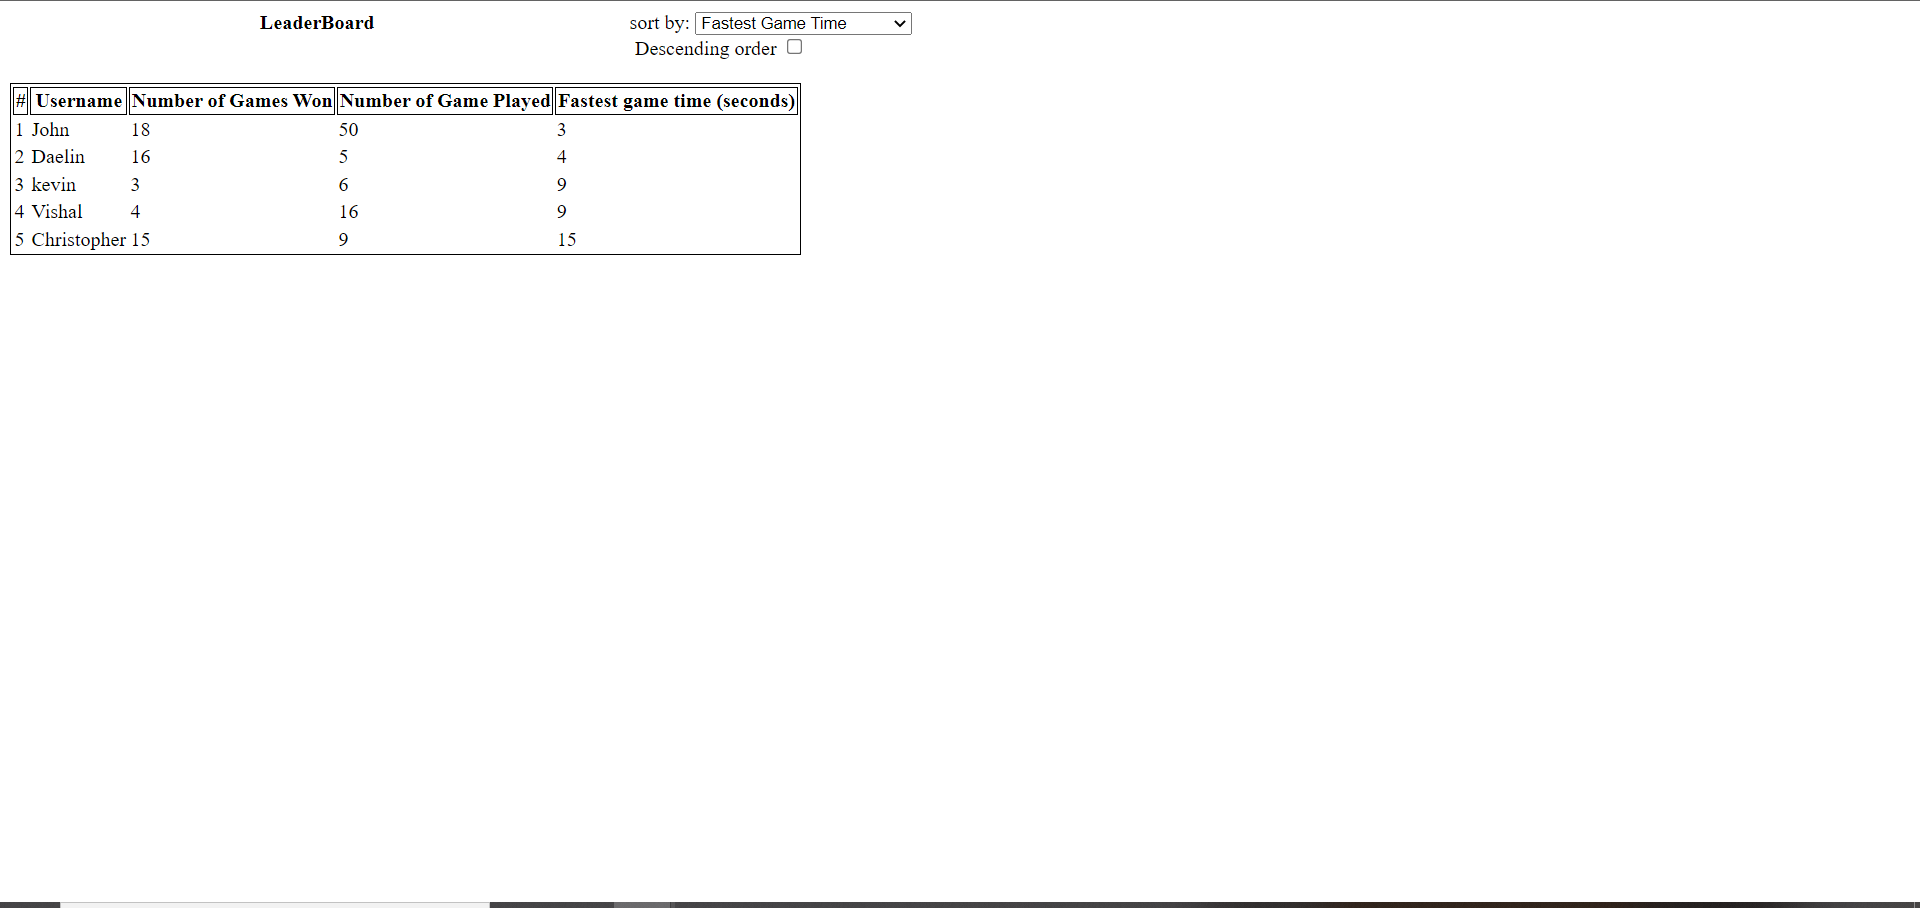 LeaderBoard
sort by: Fastest Game Time
Descending order
# Username Number of Games Won Number of Game Played Fastest game time (seconds)
1 John 18 50 3
2 Daelin 16 5 4
3 kevin 3 6 9
4 Vishal 4 16 9
5 Christopher 15 9 15